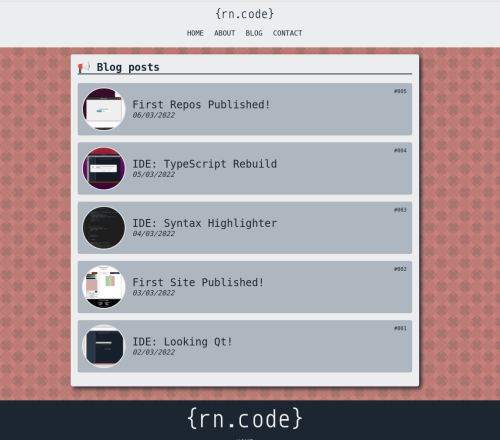 {rn.code}
HOME ABOUT BLOG CONTACT
Blog posts
#005
First Repos Published!
06/03/2022
#004
IDE: TypeScript Rebuild
05/03/2022
#003
IDE: Syntax Highlighter
04/03/2022
#002
First Site Published!
03/03/2022
#001
IDE: Looking Qt!
02/03/2022
{rn.code}